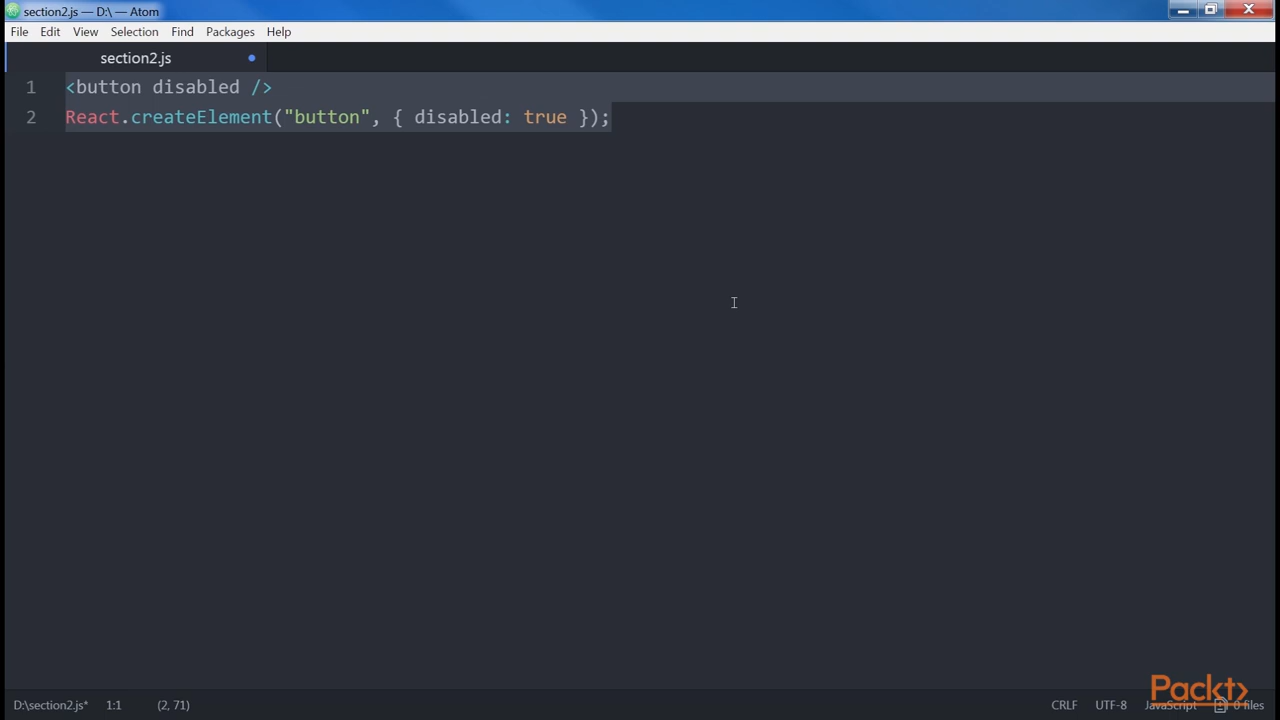 section2.js — D:\ — Atom
File Edit View Selection Find Packages Help
section2.js
1 <button disabled />
2 React.createElement("button", { disabled: true });
D:\section2.js* 1:1 (2, 71) CRLF UTF-8 JavaScript 0 files
Packt>